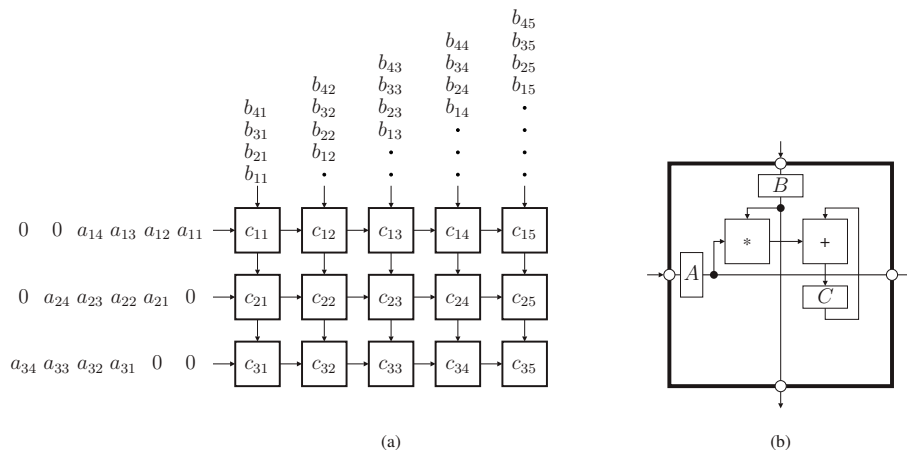 b45
b44 b35
b43 b34 b25
b42 b33 b24 b15
b41 b32 b23 b14 •
b31 b22 b13 • •
b21 b12 • • •
b11 • • • •
0 0 a14 a13 a12 a11 c11 c12 c13 c14 c15
0 a24 a23 a22 a21 0 c21 c22 c23 c24 c25
a34 a33 a32 a31 0 0 c31 c32 c33 c34 c35
(a)
B
* +
A
C
(b)